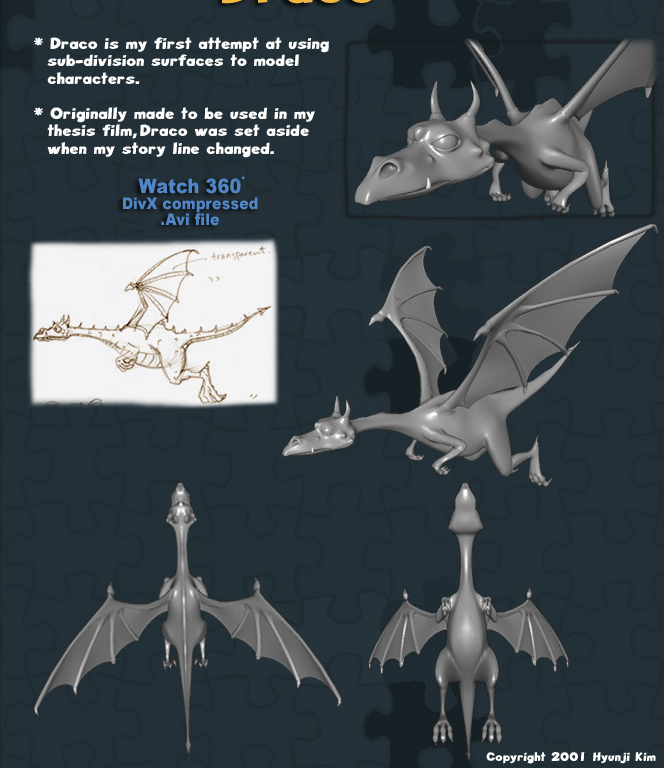 Draco
* Draco is my first attempt at using
sub-division surfaces to model
characters.
* Originally made to be used in my
thesis film,Draco was set aside
when my story line changed.
Watch 360°
DivX compressed
.Avi file
transparent.
Copyright 2001 Hyunji Kim